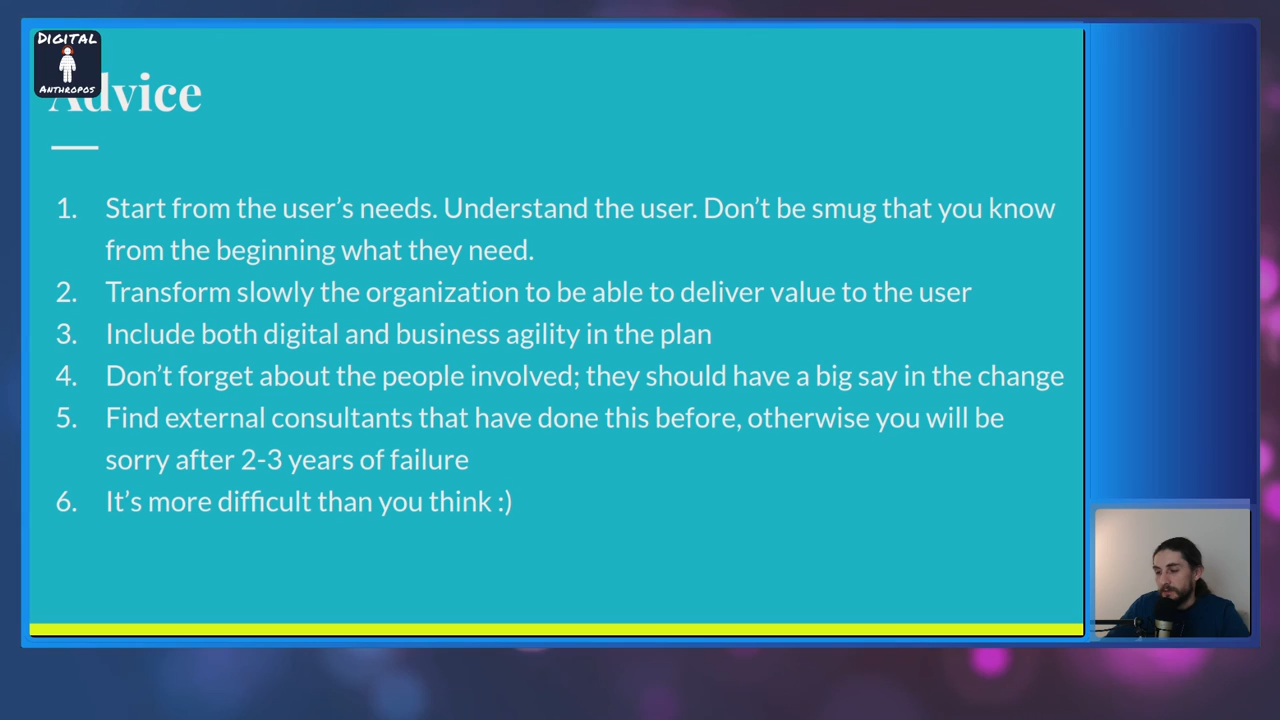 DIGITAL
ANTHROPOS
Advice
1. Start from the user’s needs. Understand the user. Don’t be smug that you know
from the beginning what they need.
2. Transform slowly the organization to be able to deliver value to the user
3. Include both digital and business agility in the plan
4. Don’t forget about the people involved; they should have a big say in the change
5. Find external consultants that have done this before, otherwise you will be
sorry after 2-3 years of failure
6. It’s more difficult than you think :)